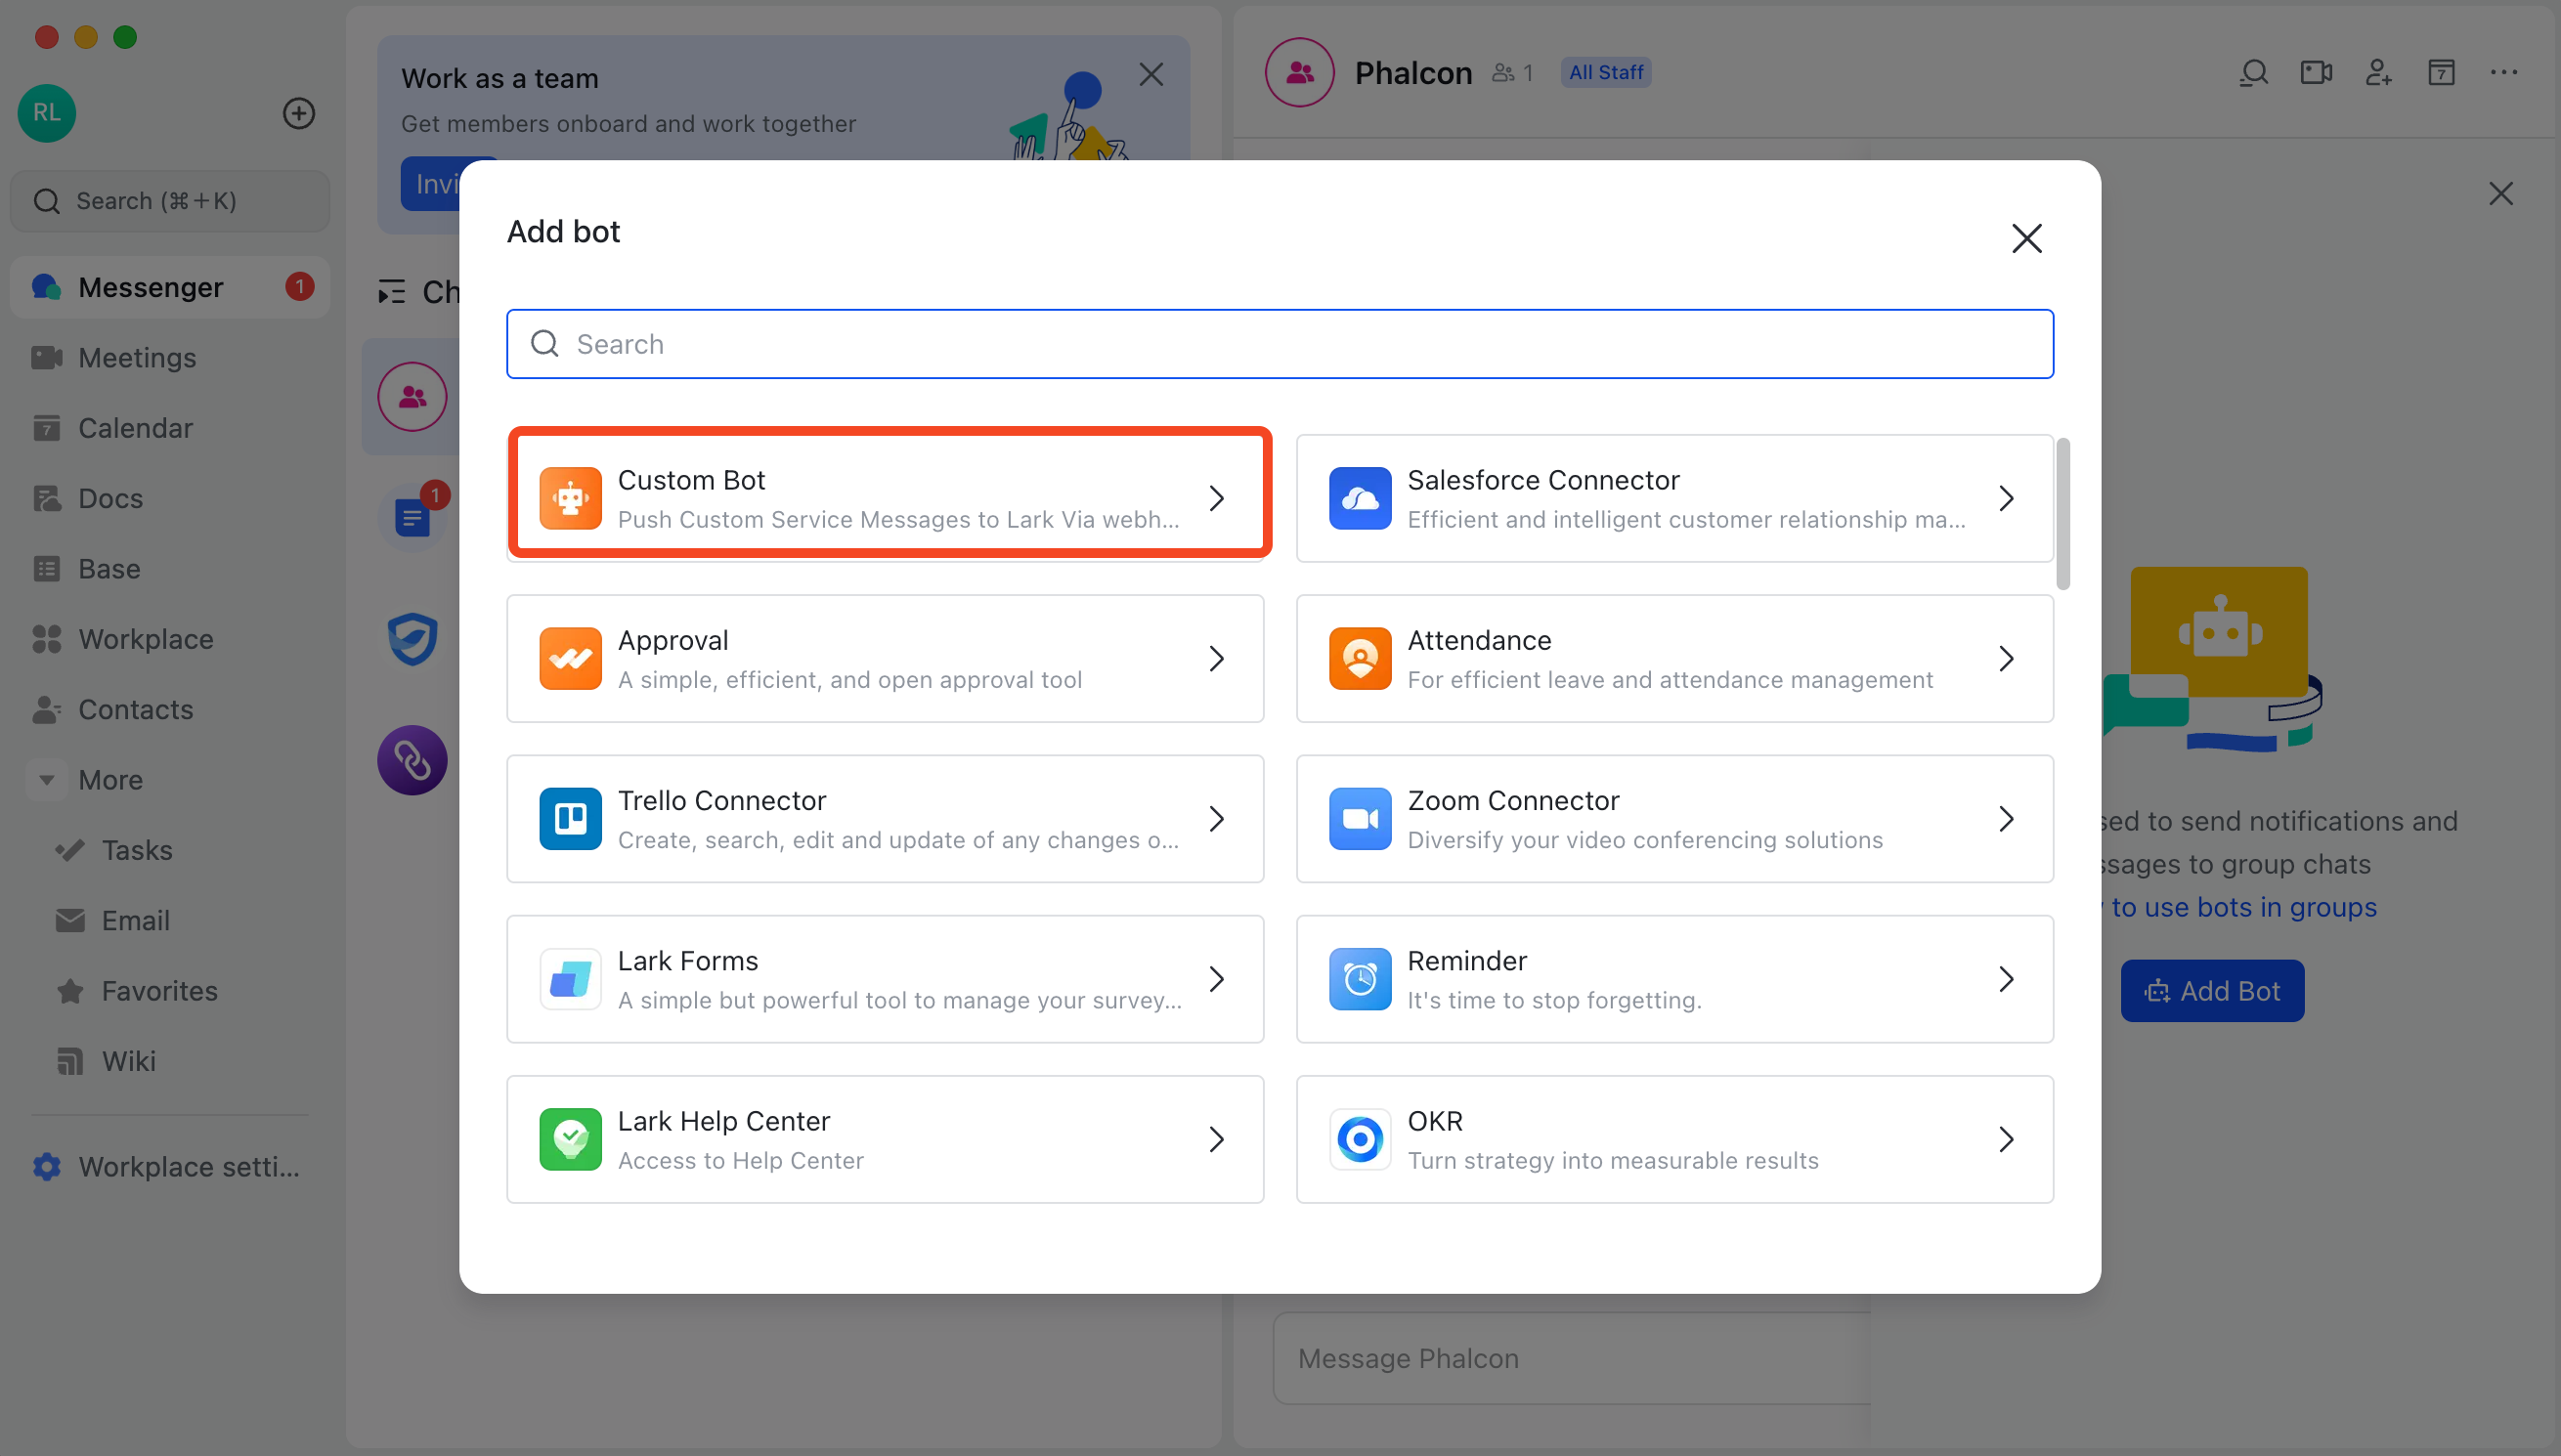 RL
Search (⌘+K)
Messenger
1
Meetings
7
Calendar
Docs
Base
Workplace
Contacts
More
Tasks
Email
Favorites
Wiki
Workplace setti...
Work as a team
Get members onboard and work together
Invi
Ch
1
Phalcon
1
All Staff
7
Add bot
Search
Custom Bot
Push Custom Service Messages to Lark Via webh...
Salesforce Connector
Efficient and intelligent customer relationship ma...
Approval
A simple, efficient, and open approval tool
Attendance
For efficient leave and attendance management
Trello Connector
Create, search, edit and update of any changes o...
Zoom Connector
Diversify your video conferencing solutions
Lark Forms
A simple but powerful tool to manage your survey...
Reminder
It's time to stop forgetting.
Lark Help Center
Access to Help Center
OKR
Turn strategy into measurable results
sed to send notifications and
ssages to group chats
to use bots in groups
Add Bot
Message Phalcon